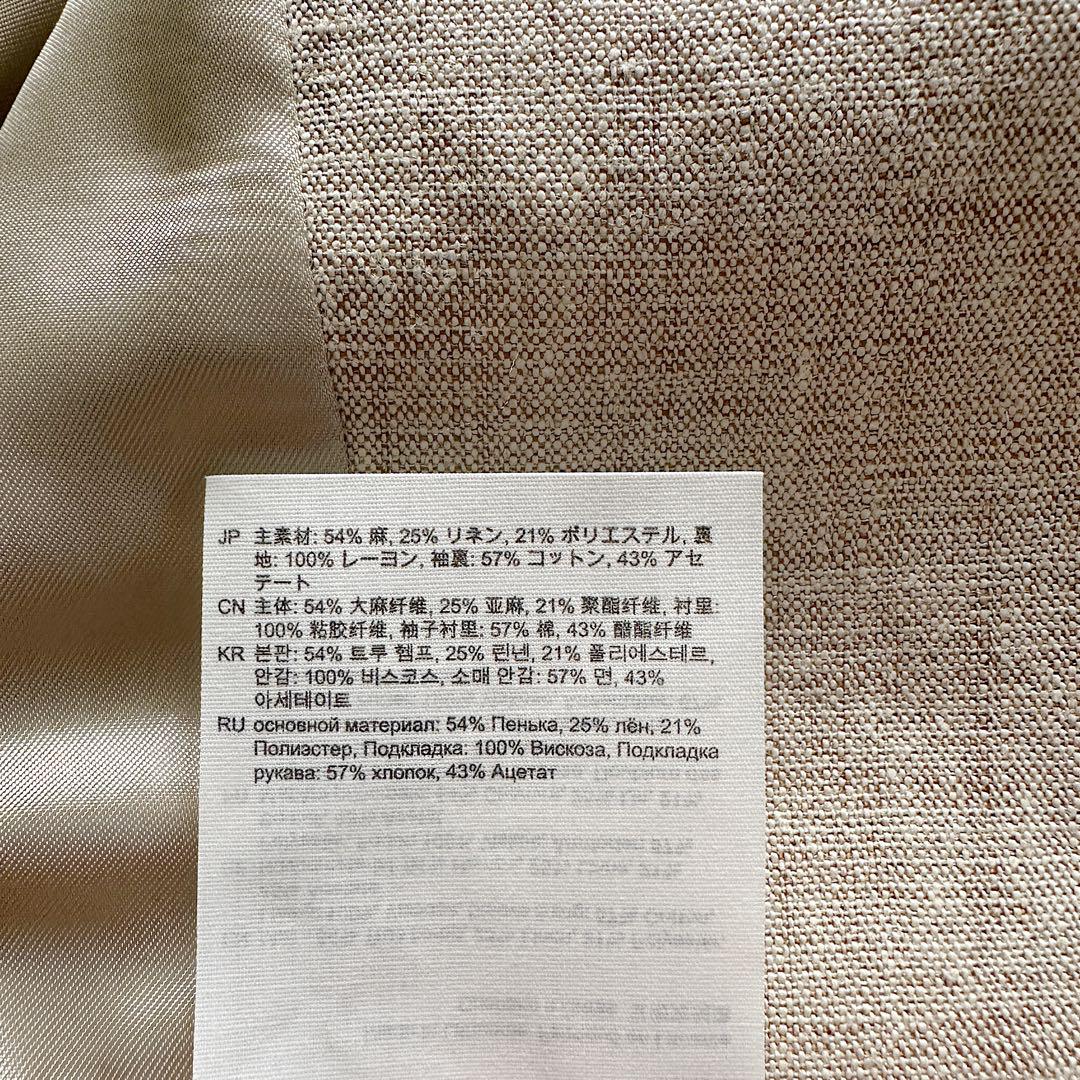 JP 主素材: 54% 麻, 25% リネン, 21% ポリエステル, 裏
地: 100% レーヨン, 袖裏: 57% コットン, 43% アセ
テート
CN 主体: 54% 大麻纤维, 25% 亚麻, 21% 聚酯纤维, 衬里:
100% 粘胶纤维, 袖子衬里: 57% 棉, 43% 醋酯纤维
KR 본판: 54% 트루 헴프, 25% 린넨, 21% 폴리에스테르,
안감: 100% 비스코스, 소매 안감: 57% 면, 43%
아세테이트
RU основной материал: 54% Пенька, 25% лён, 21%
Полиэстер, Подкладка: 100% Вискоза, Подкладка
рукава: 57% хлопок, 43% Ацетат